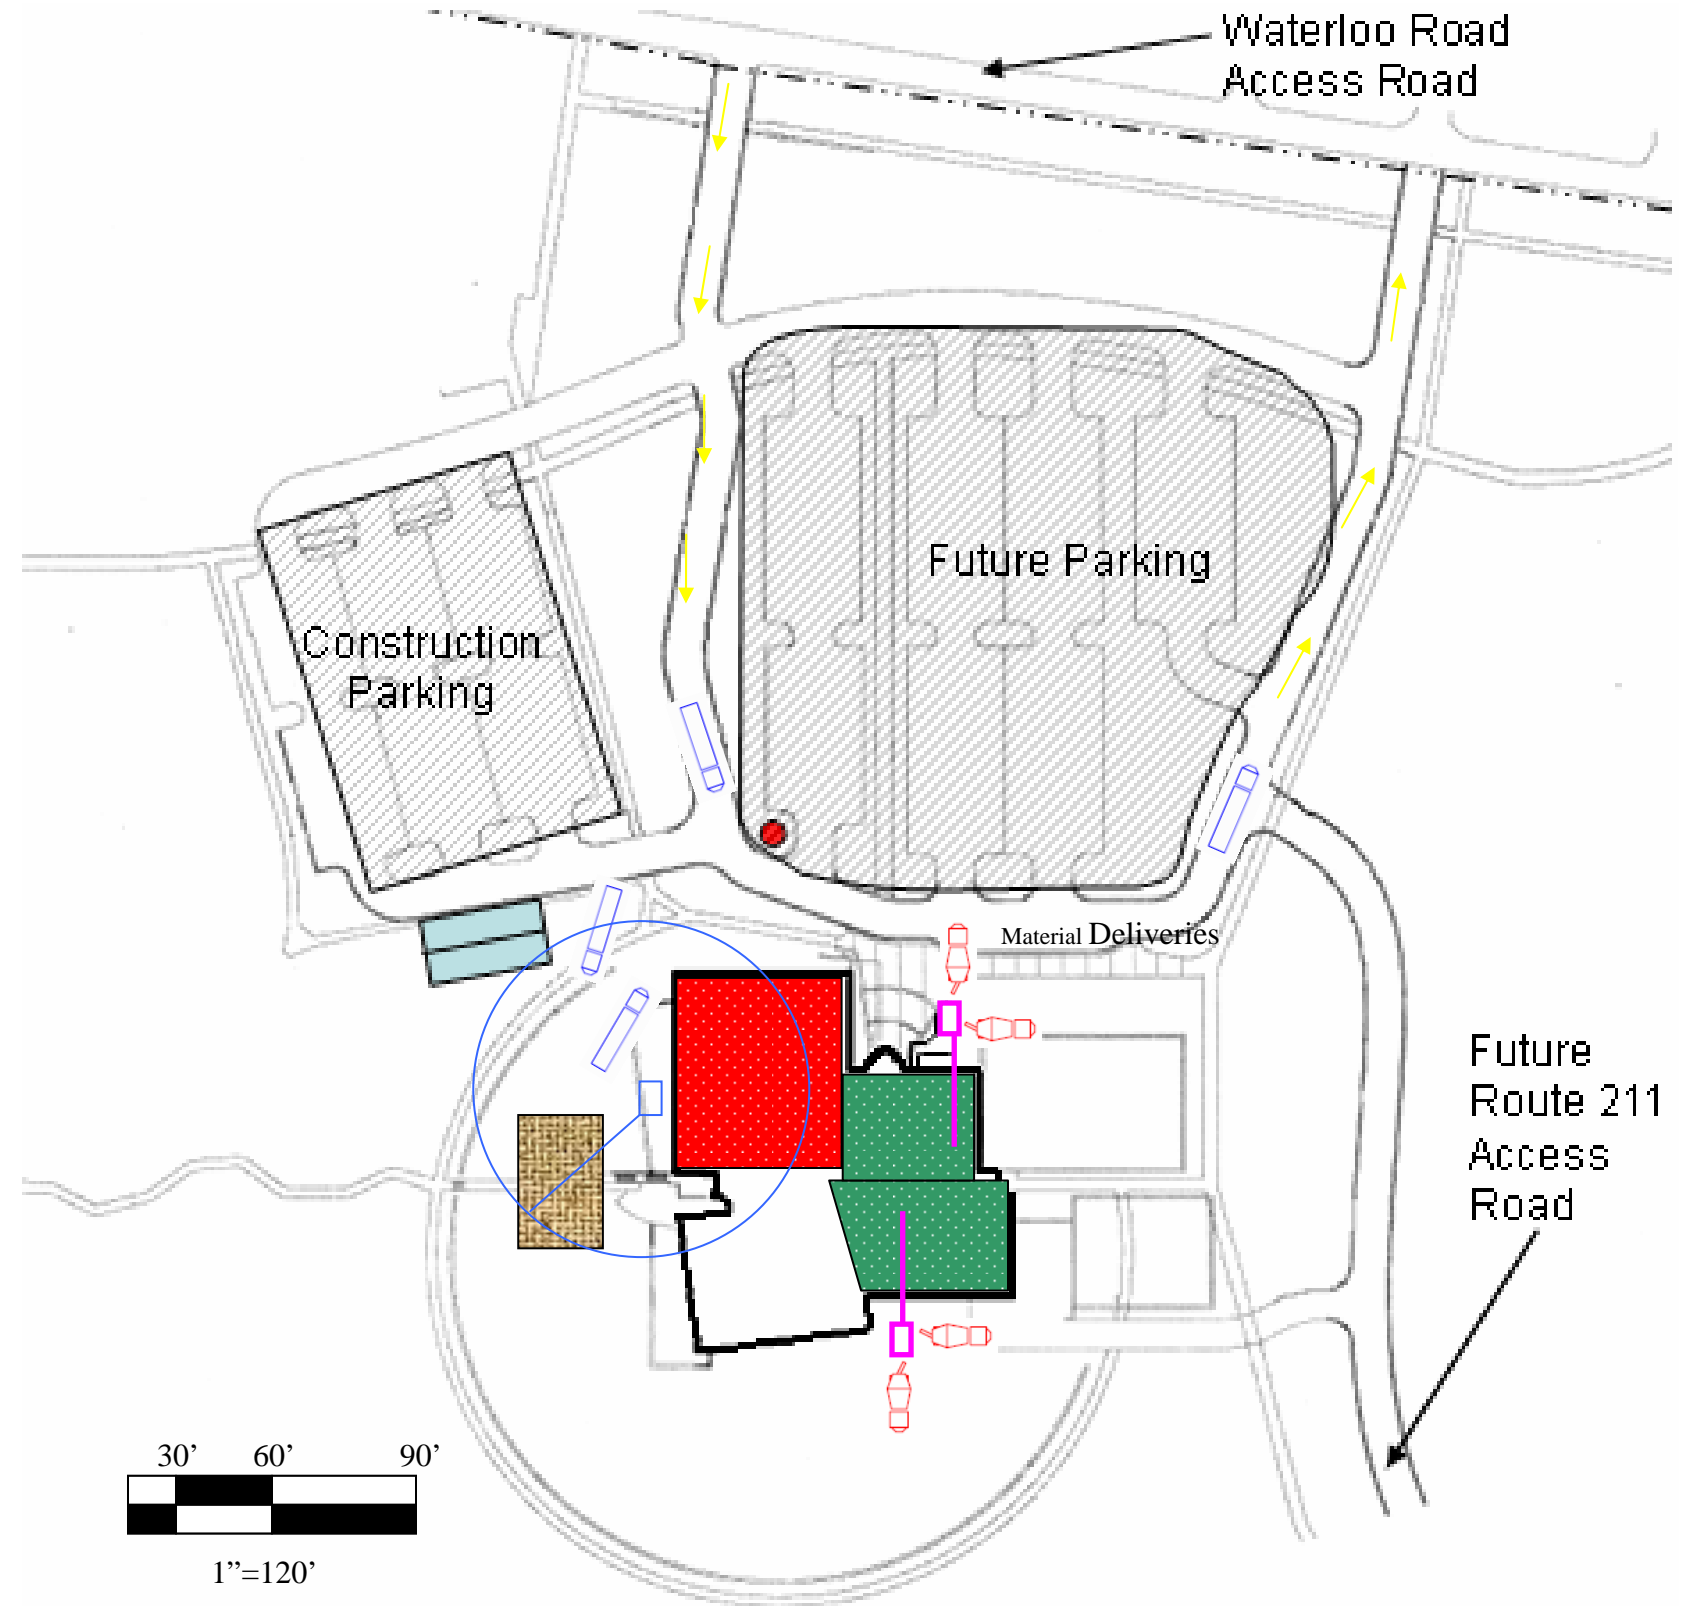 Waterloo Road
Access Road
Future Parking
Construction
Parking
Material Deliveries
Future
Route 211
Access
Road
30’ 60’ 90’
1”=120’